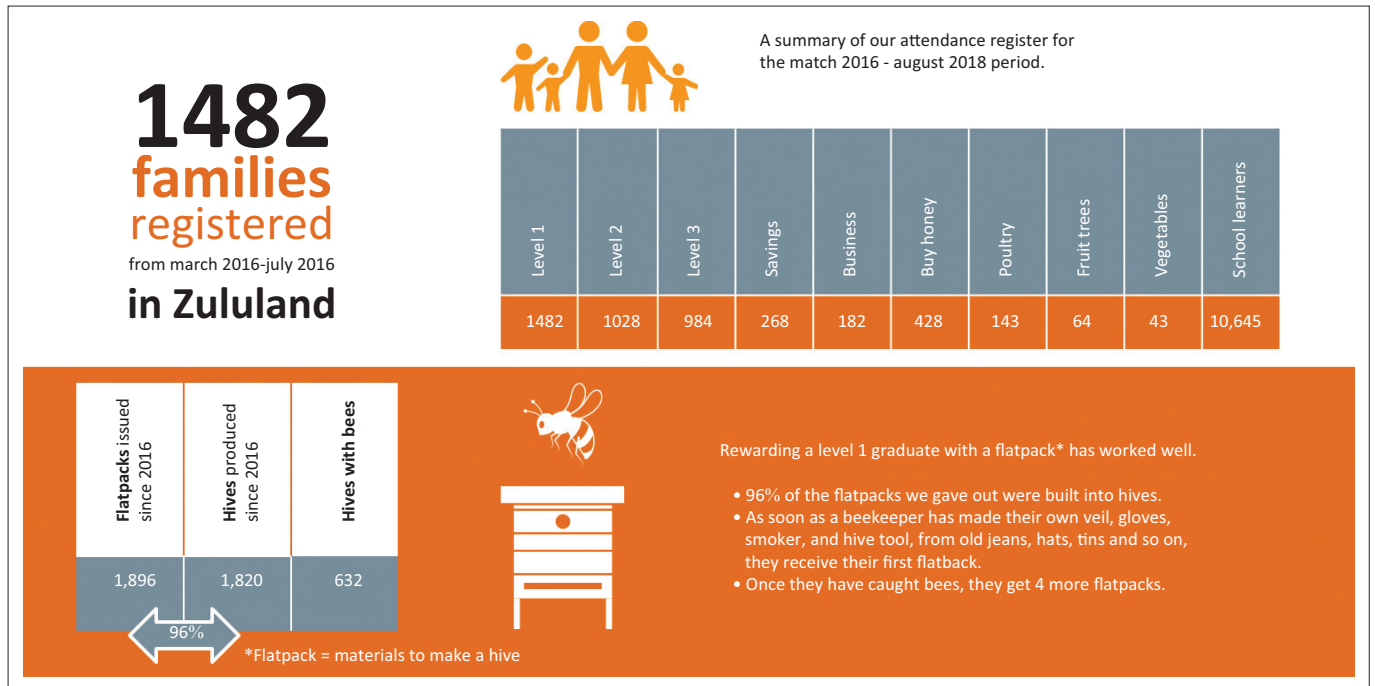 1482
families
registered
from march 2016-july 2016
in Zululand
A summary of our attendance register for
the match 2016 - august 2018 period.
Level 1
Level 2
Level 3
Savings
Business
Buy honey
Poultry
Fruit trees
Vegetables
School learners
1482
1028
984
268
182
428
143
64
43
10,645
Flatpacks issued
since 2016
Hives produced
since 2016
Hives with bees
1,896
1,820
632
96%
*Flatpack = materials to make a hive
Rewarding a level 1 graduate with a flatpack* has worked well.
• 96% of the flatpacks we gave out were built into hives.
• As soon as a beekeeper has made their own veil, gloves,
smoker, and hive tool, from old jeans, hats, tins and so on,
they receive their first flatback.
• Once they have caught bees, they get 4 more flatpacks.